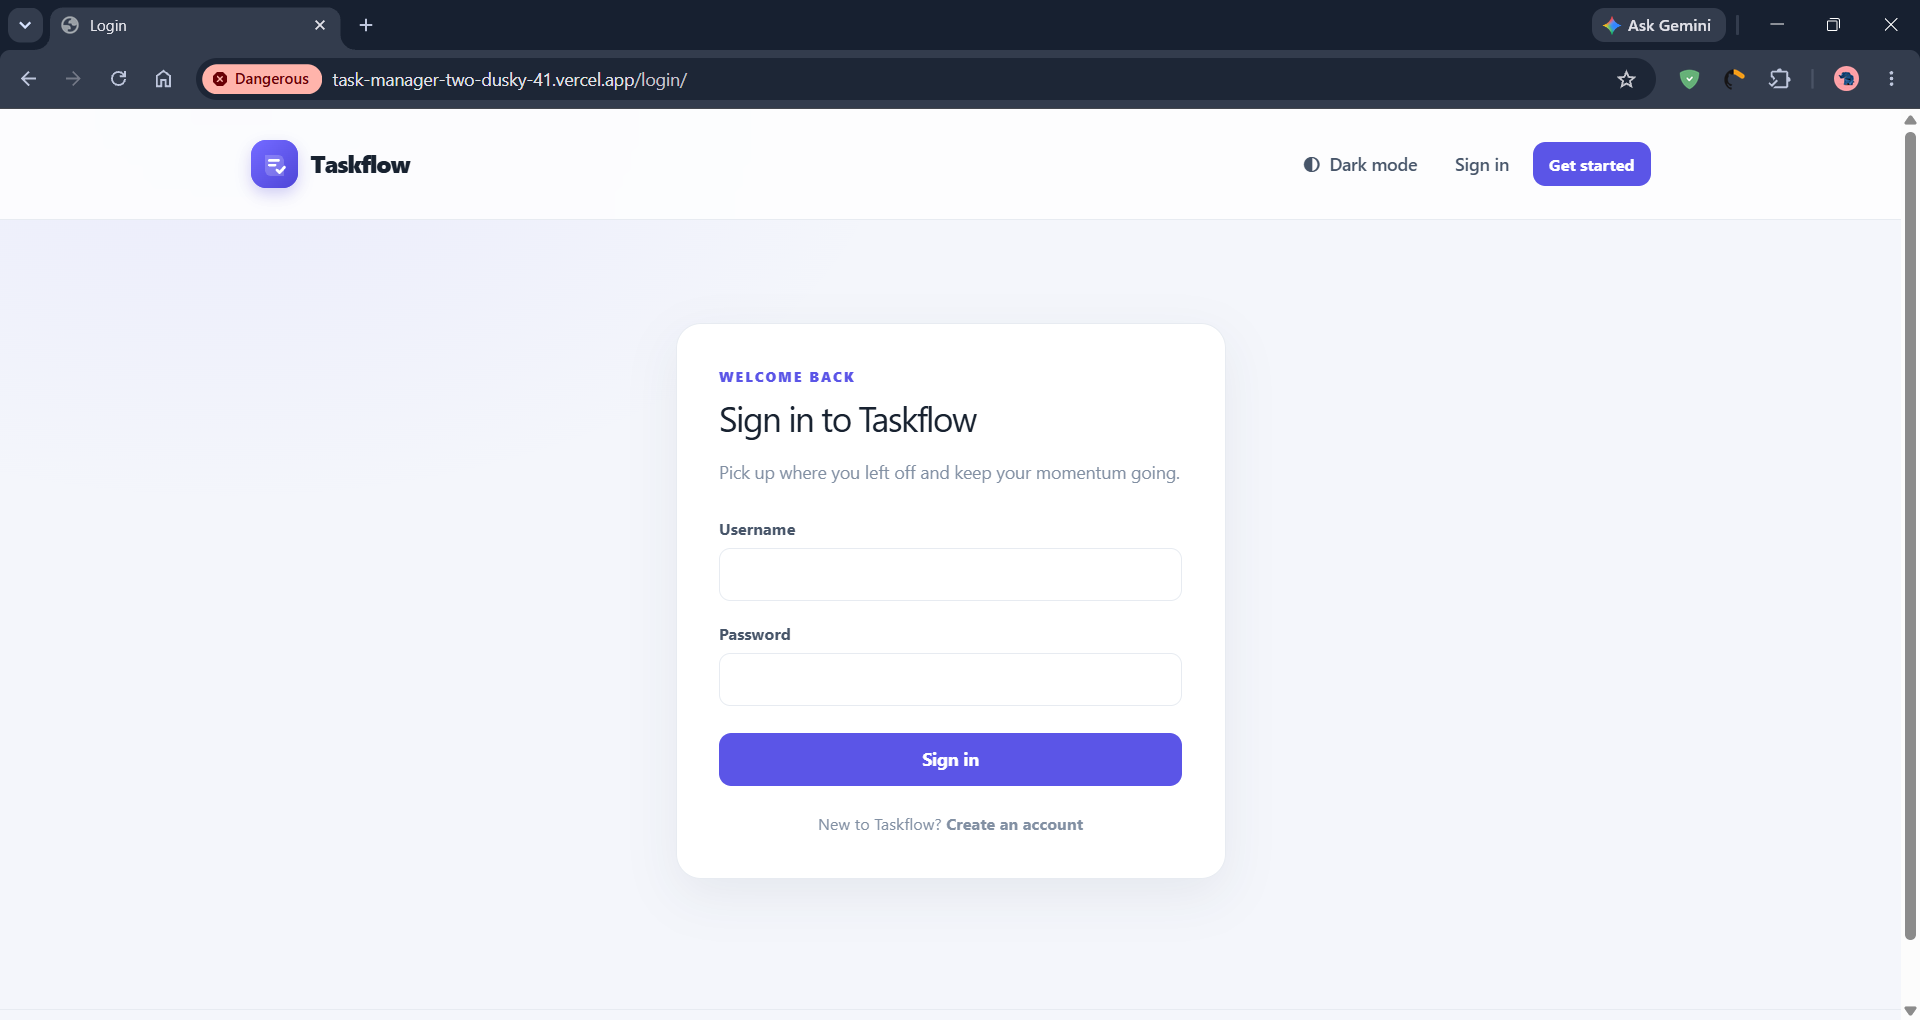 Login
Ask Gemini
Dangerous
task-manager-two-dusky-41.vercel.app/login/
Taskflow
Dark mode
Sign in
Get started
WELCOME BACK
Sign in to Taskflow
Pick up where you left off and keep your momentum going.
Username
Password
Sign in
New to Taskflow? Create an account